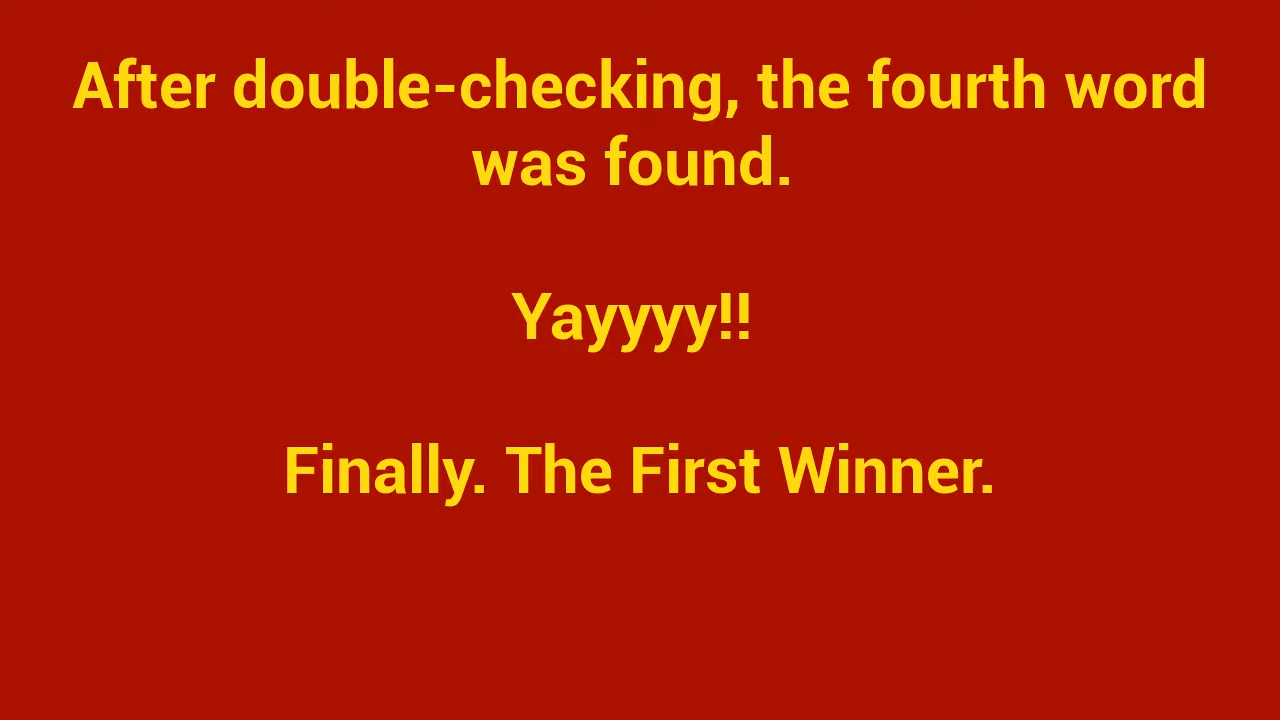 After double-checking, the fourth word
was found.
Yayyyy!!
Finally. The First Winner.